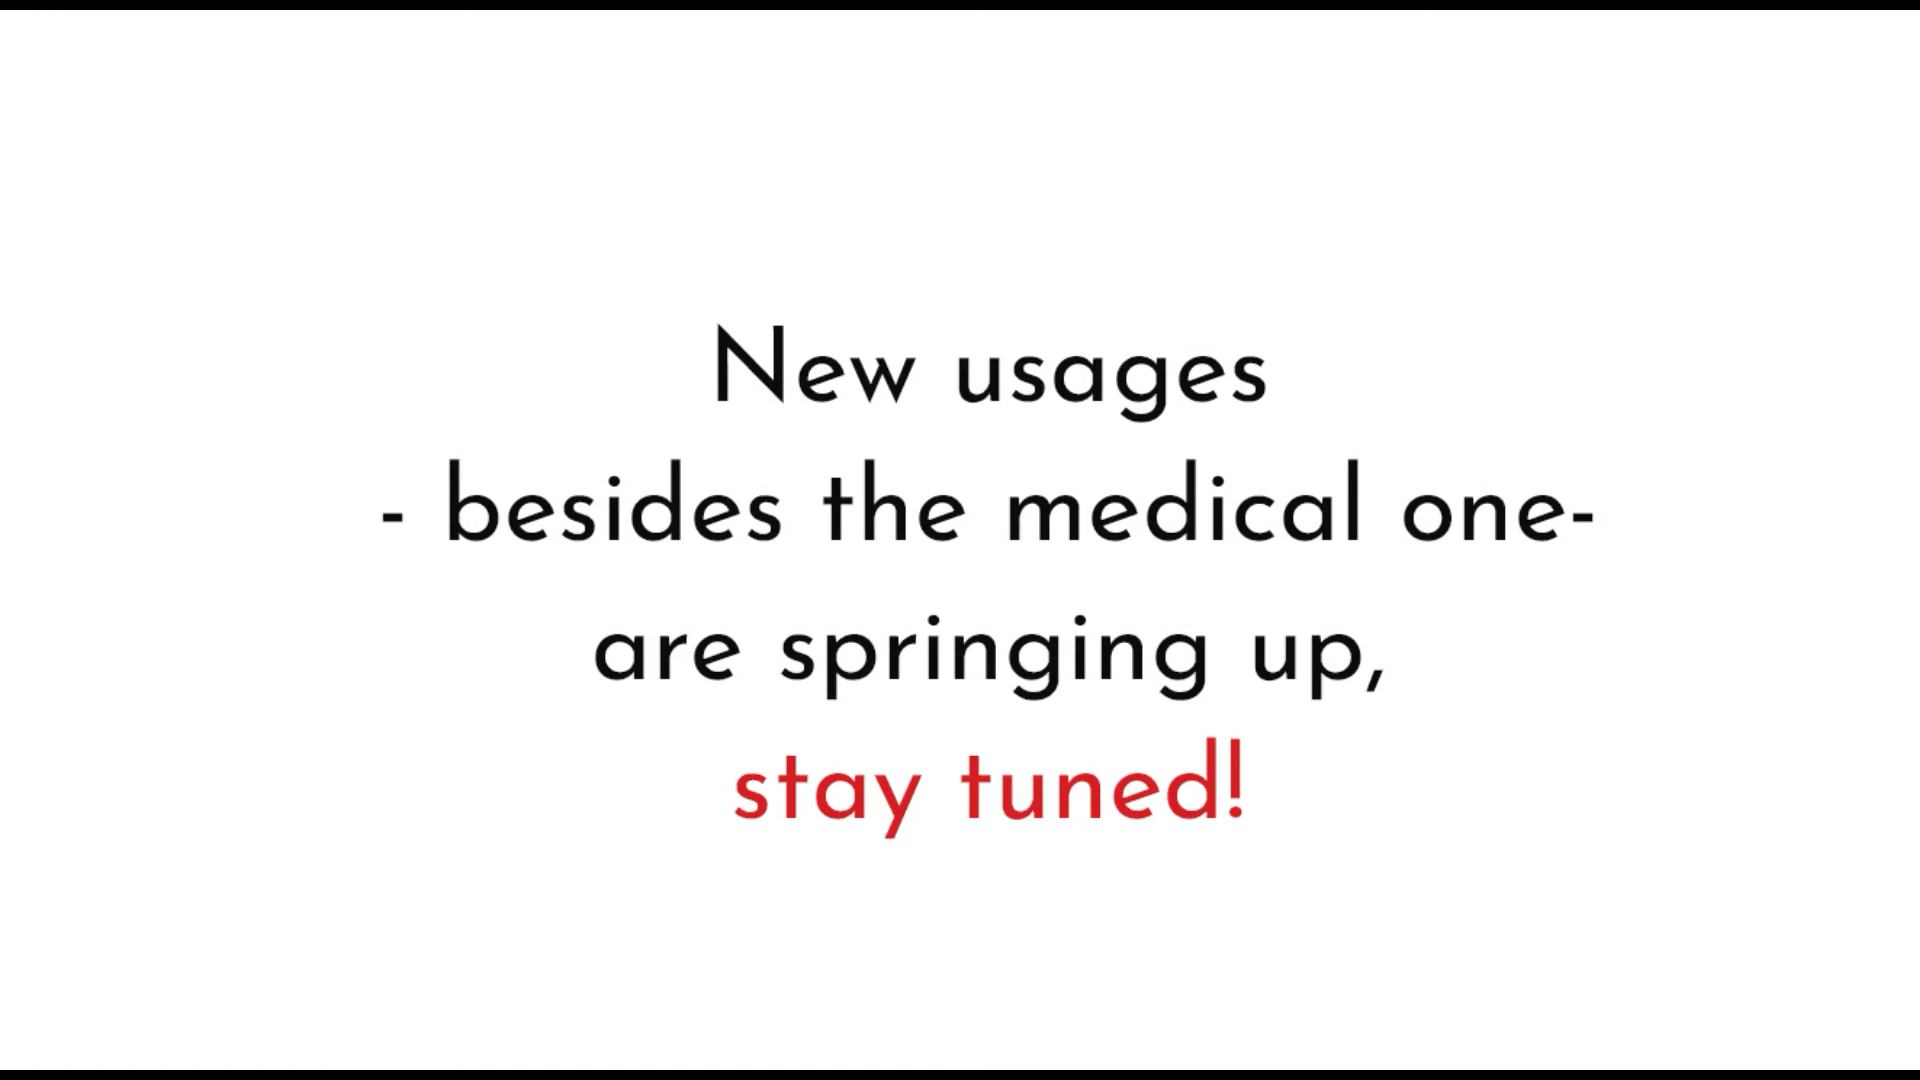 New usages
- besides the medical one-
are springing up,
stay tuned!